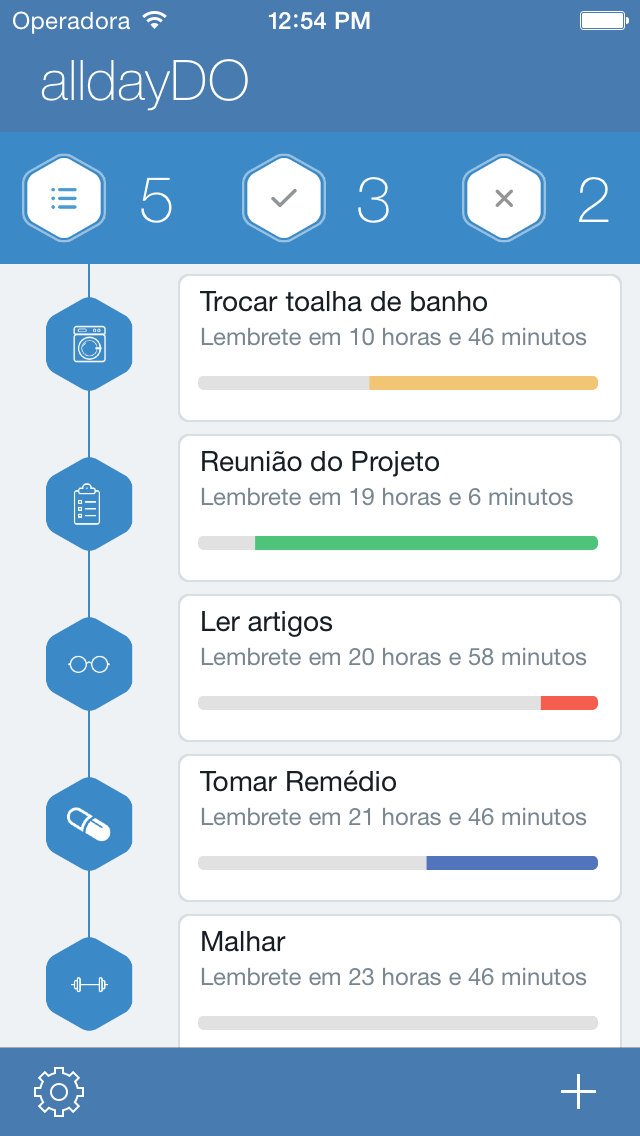 Operadora 12:54 PM
alldayDO
5 3 2
Trocar toalha de banho
Lembrete em 10 horas e 46 minutos
Reunião do Projeto
Lembrete em 19 horas e 6 minutos
Ler artigos
Lembrete em 20 horas e 58 minutos
Tomar Remédio
Lembrete em 21 horas e 46 minutos
Malhar
Lembrete em 23 horas e 46 minutos